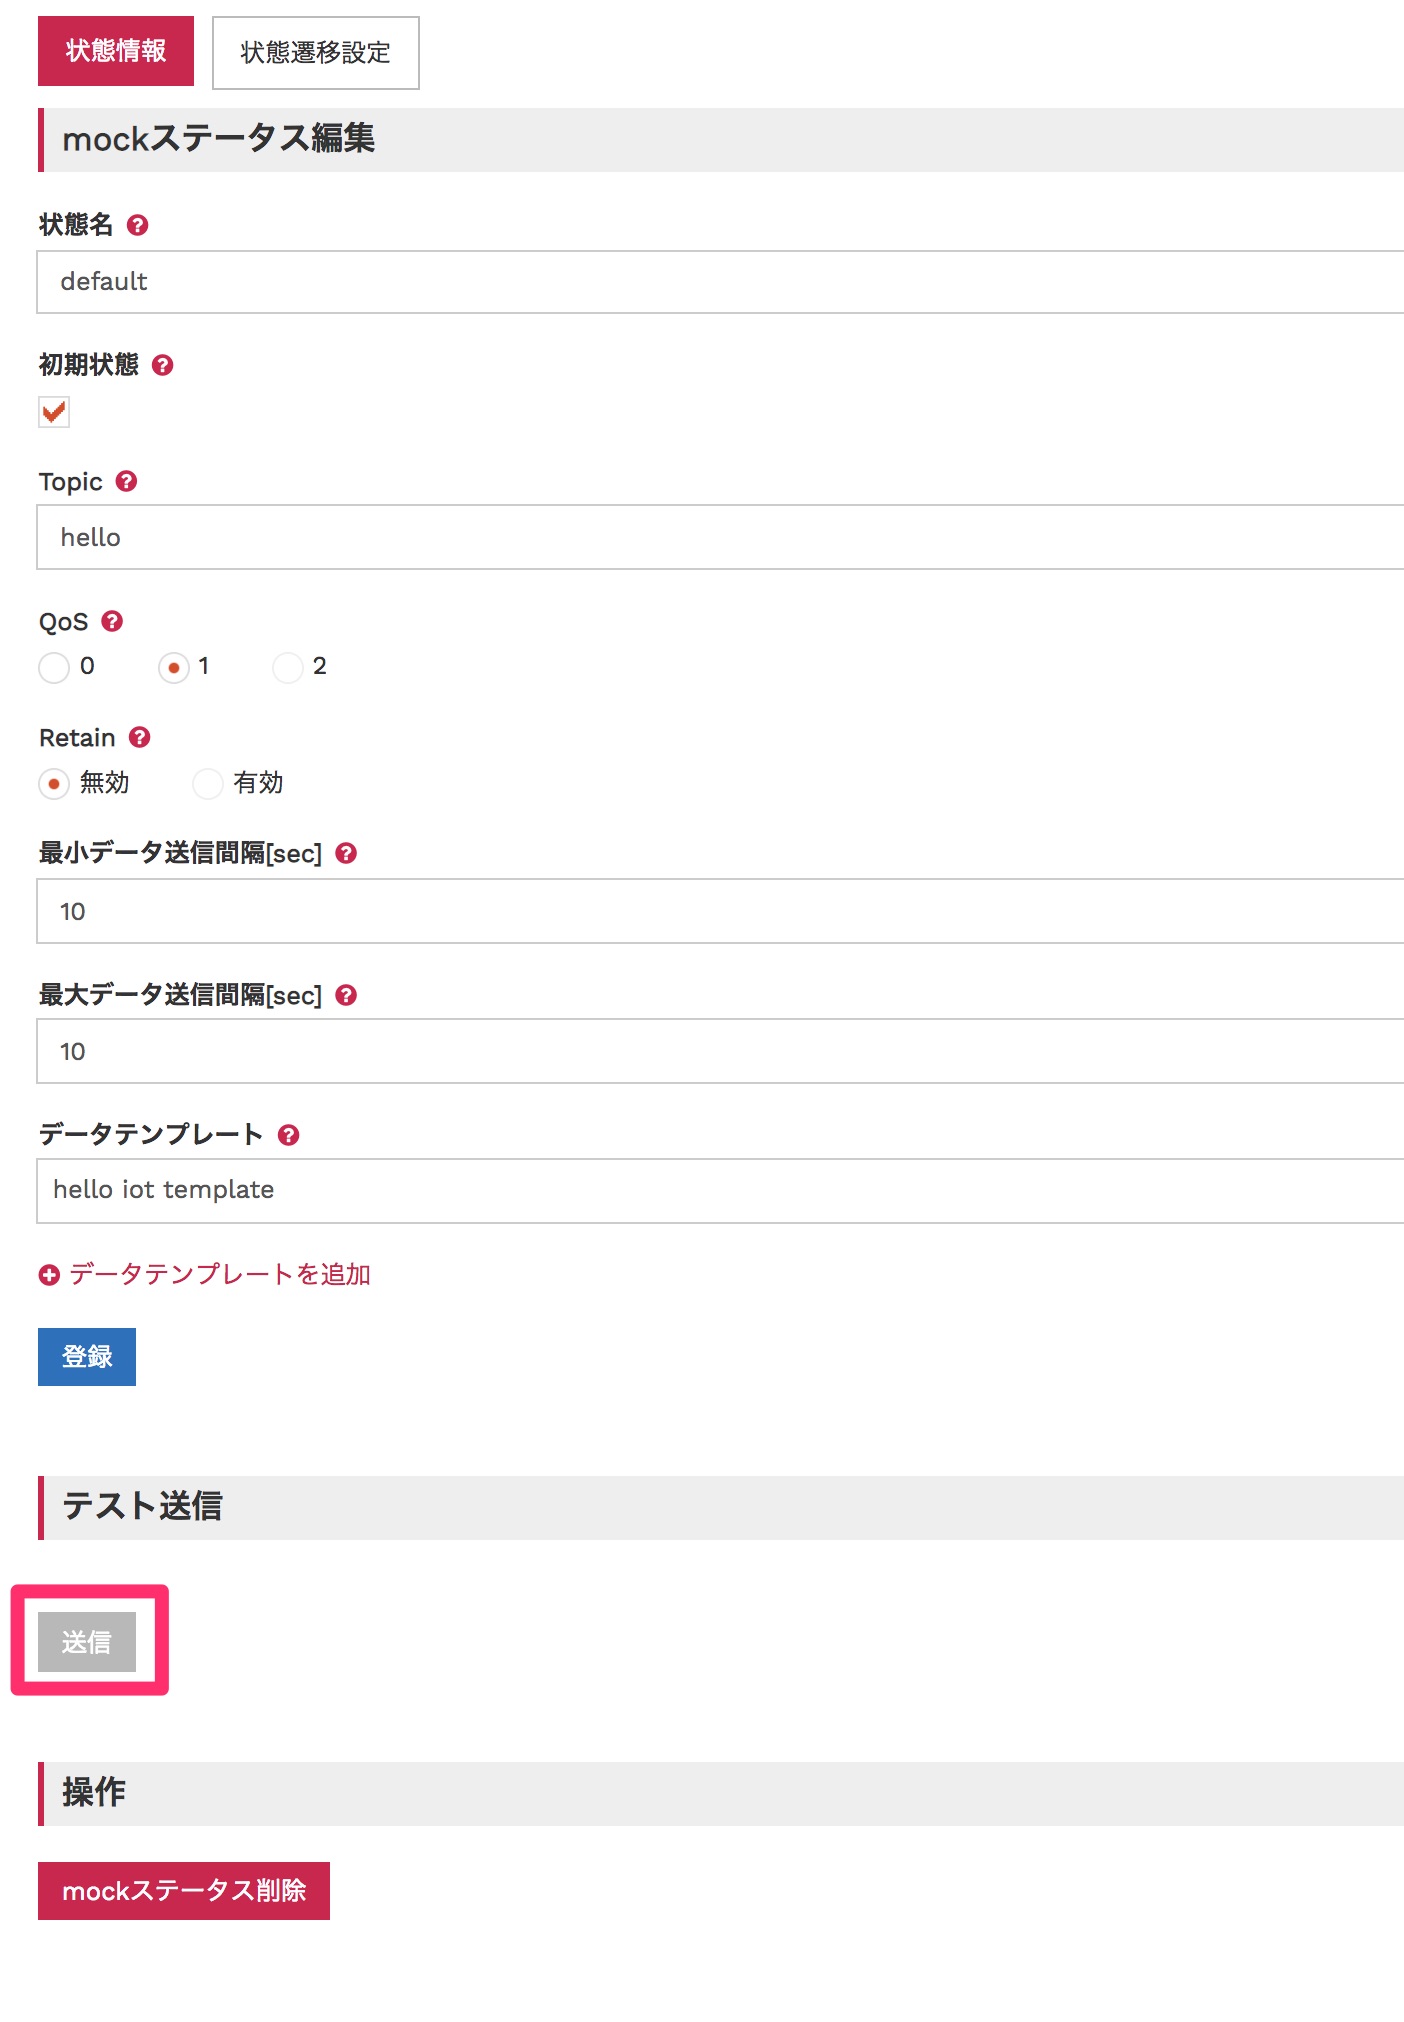 状態情報 状態遷移設定
mockステータス編集
状態名
default
初期状態
Topic
hello
QoS
0 1 2
Retain
無効 有効
最小データ送信間隔[sec]
10
最大データ送信間隔[sec]
10
データテンプレート
hello iot template
データテンプレートを追加
登録
テスト送信
送信
操作
mockステータス削除